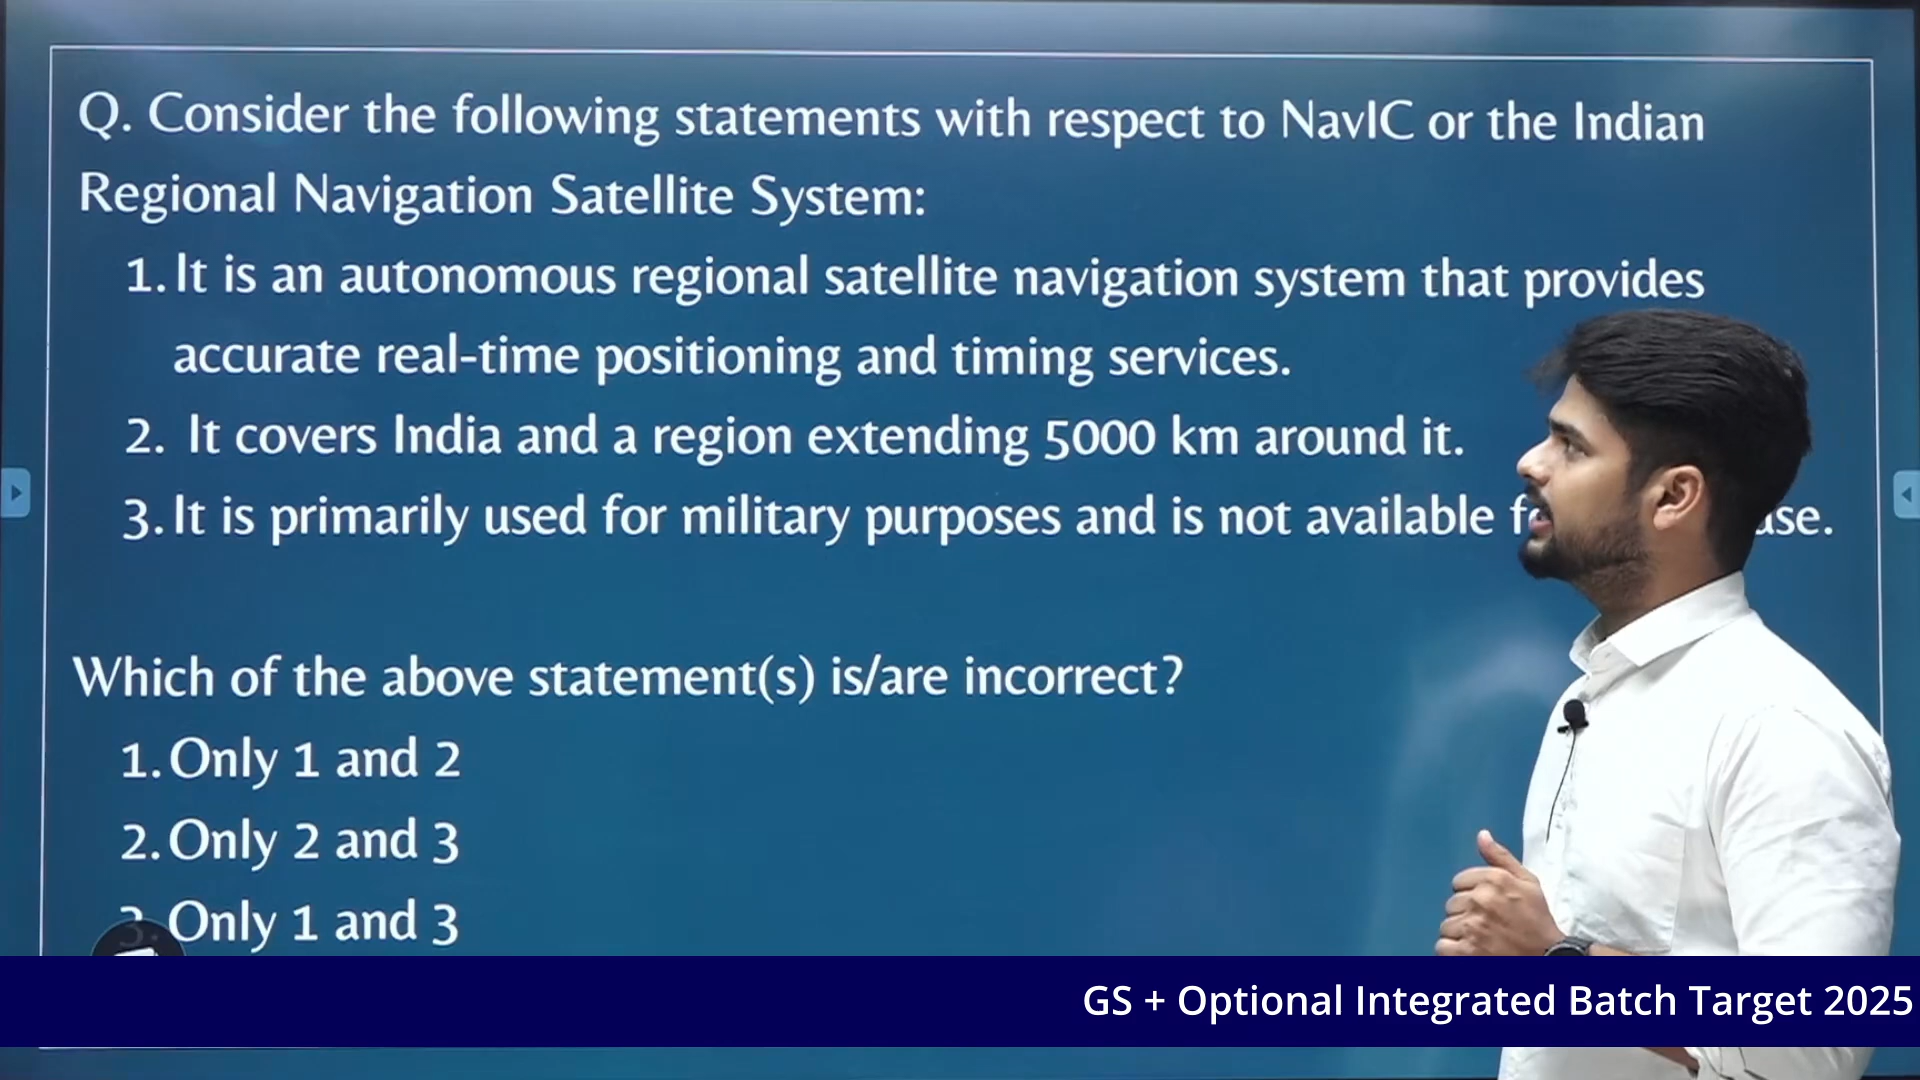 Q. Consider the following statements with respect to NavIC or the Indian
Regional Navigation Satellite System:
1. It is an autonomous regional satellite navigation system that provides
accurate real-time positioning and timing services.
2. It covers India and a region extending 5000 km around it.
3. It is primarily used for military purposes and is not available
Which of the above statement(s) is/are incorrect?
1. Only 1 and 2
2. Only 2 and 3
3. Only 1 and 3
GS + Optional Integrated Batch Target 2025